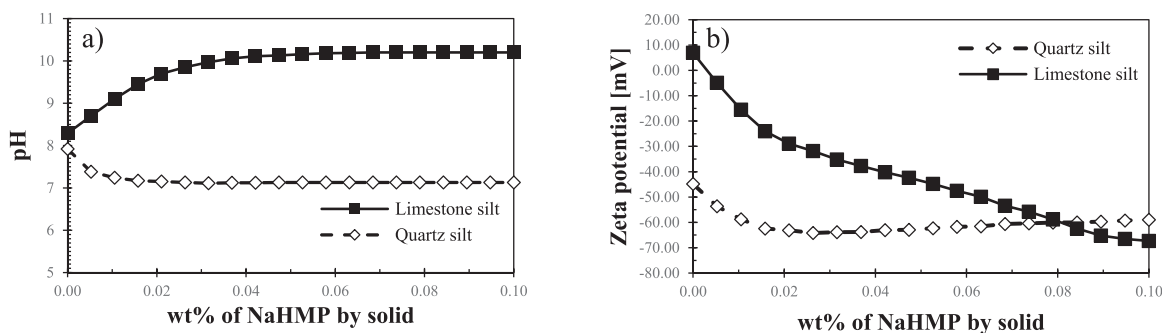 a)
11
10
9
8
7
6
5
pH
Limestone silt
Quartz silt
0.00 0.02 0.04 0.06 0.08 0.10
wt% of NaHMP by solid
b)
20.00
10.00
0.00
-10.00
-20.00
-30.00
-40.00
-50.00
-60.00
-70.00
-80.00
Zeta potential [mV]
Quartz silt
Limestone silt
0.00 0.02 0.04 0.06 0.08 0.10
wt% of NaHMP by solid